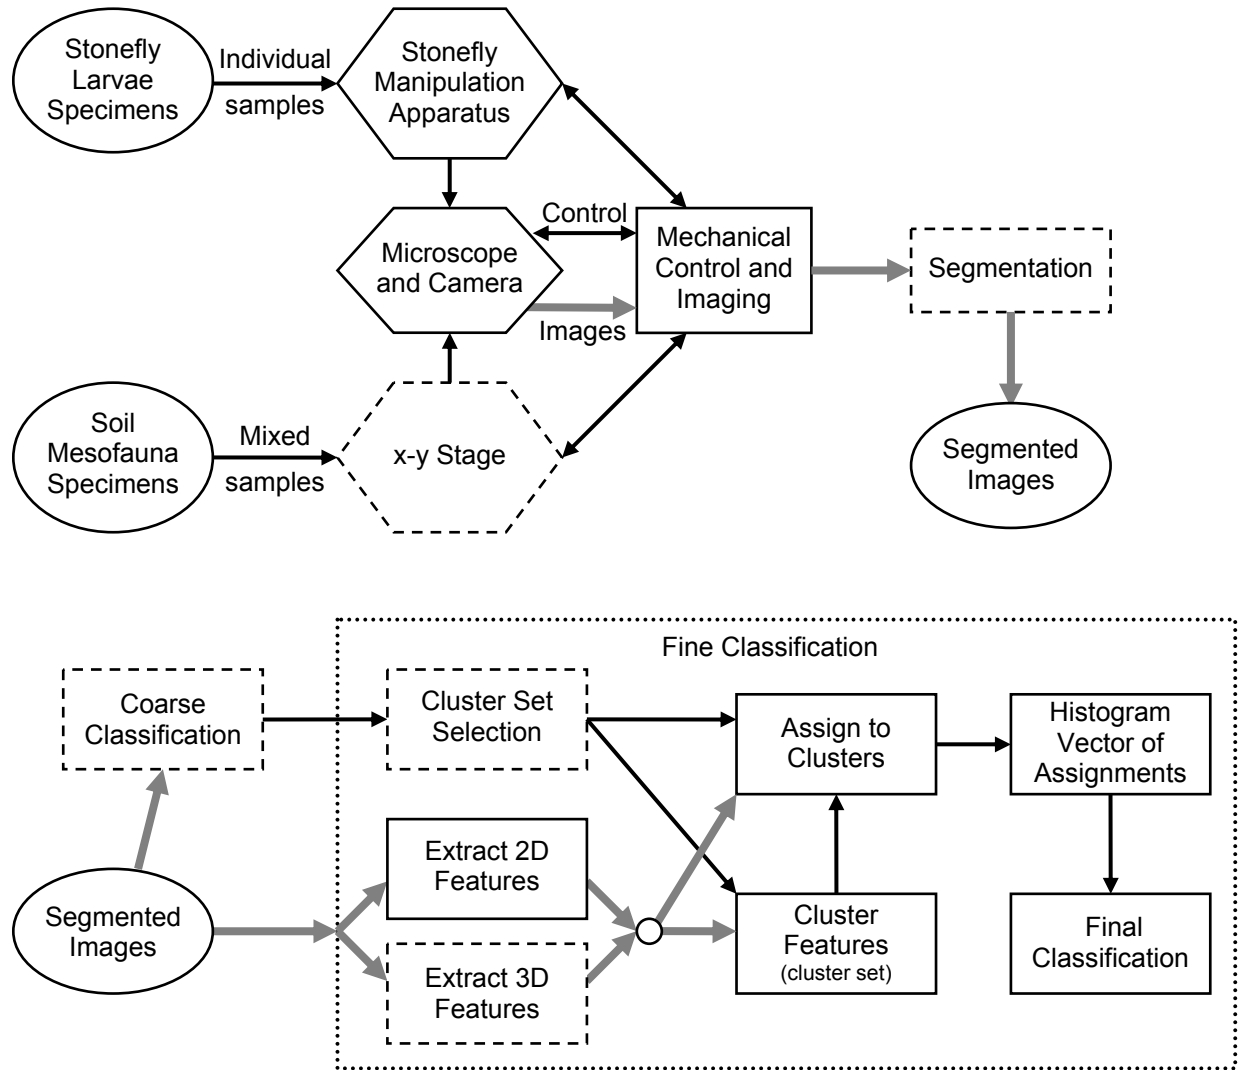 Stonefly
Larvae
Specimens
Individual
samples
Stonefly
Manipulation
Apparatus
Control
Microscope
and Camera
Images
Mechanical
Control and
Imaging
Segmentation
Soil
Mesofauna
Specimens
Mixed
samples
x-y Stage
Segmented
Images
Fine Classification
Coarse
Classification
Cluster Set
Selection
Assign to
Clusters
Histogram
Vector of
Assignments
Extract 2D
Features
Segmented
Images
Extract 3D
Features
Cluster
Features
(cluster set)
Final
Classification